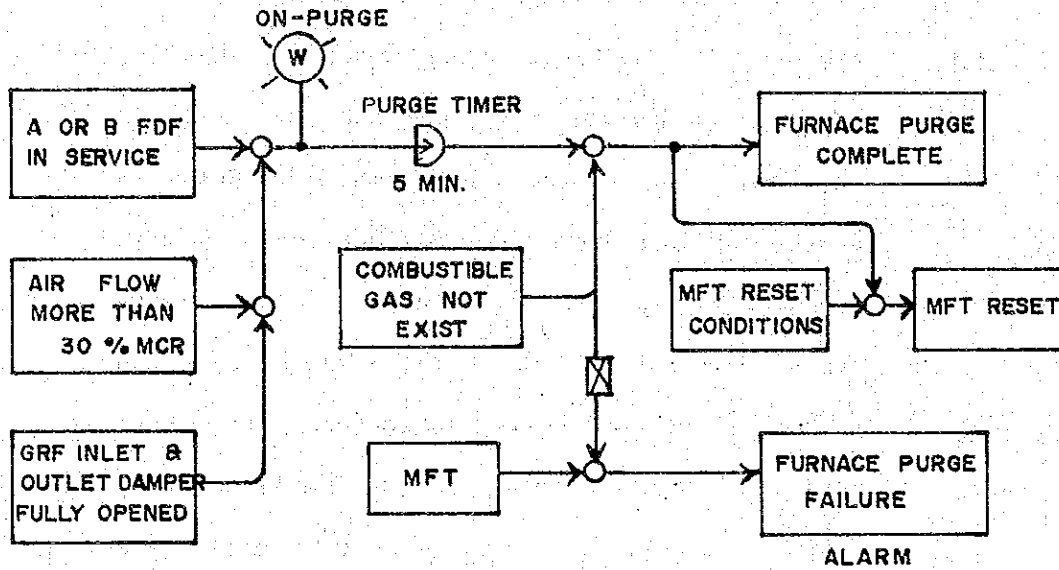 ON-PURGE
W
A OR B FDF
IN SERVICE
PURGE TIMER
5 MIN.
FURNACE PURGE
COMPLETE
AIR FLOW
MORE THAN
30 % MCR
COMBUSTIBLE
GAS NOT
EXIST
MFT RESET
CONDITIONS
MFT RESET
GRF INLET &
OUTLET DAMPER
FULLY OPENED
MFT
FURNACE PURGE
FAILURE
ALARM